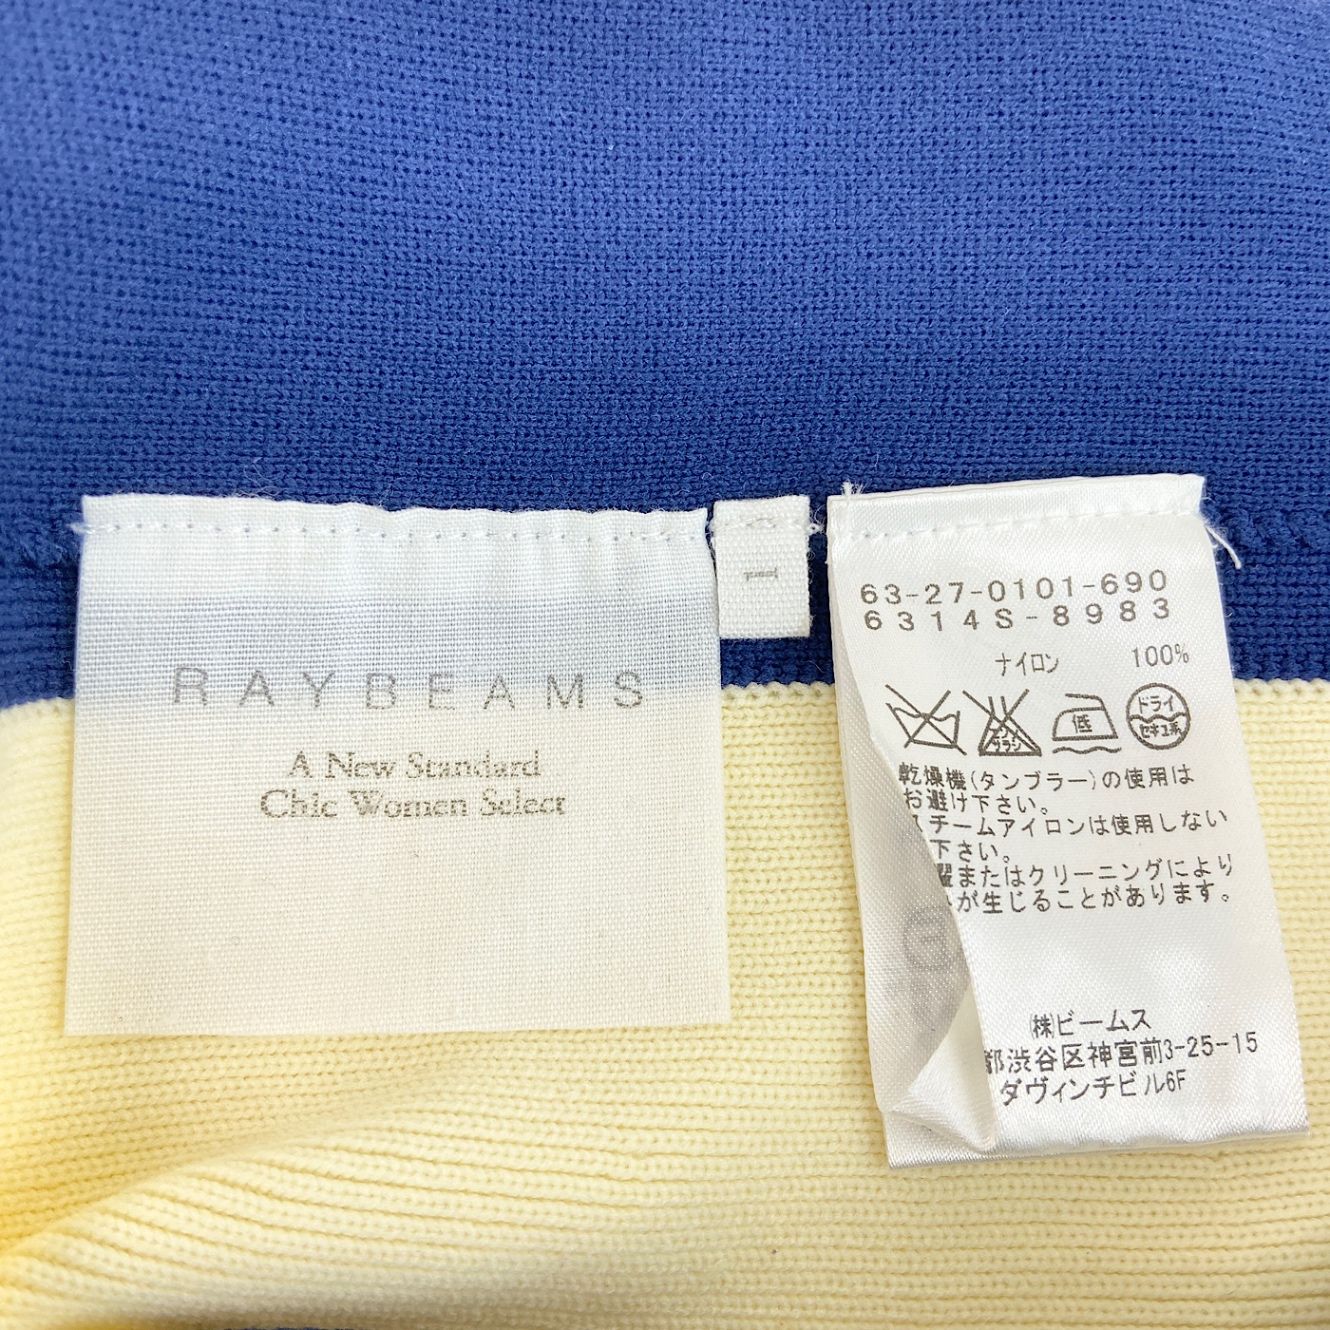 RAYBEAMS
A New Standard
Chic Women Select
1
63-27-0101-690
6314S-8983
ナイロン 100%
低
ドライ
セキユ系
乾燥機(タンブラー)の使用は
お避け下さい。
スチームアイロンは使用しない
下さい。
濯またはクリーニングにより
が生じることがあります。
(株)ビームス
都渋谷区神宮前3-25-15
ダヴィンチビル6F